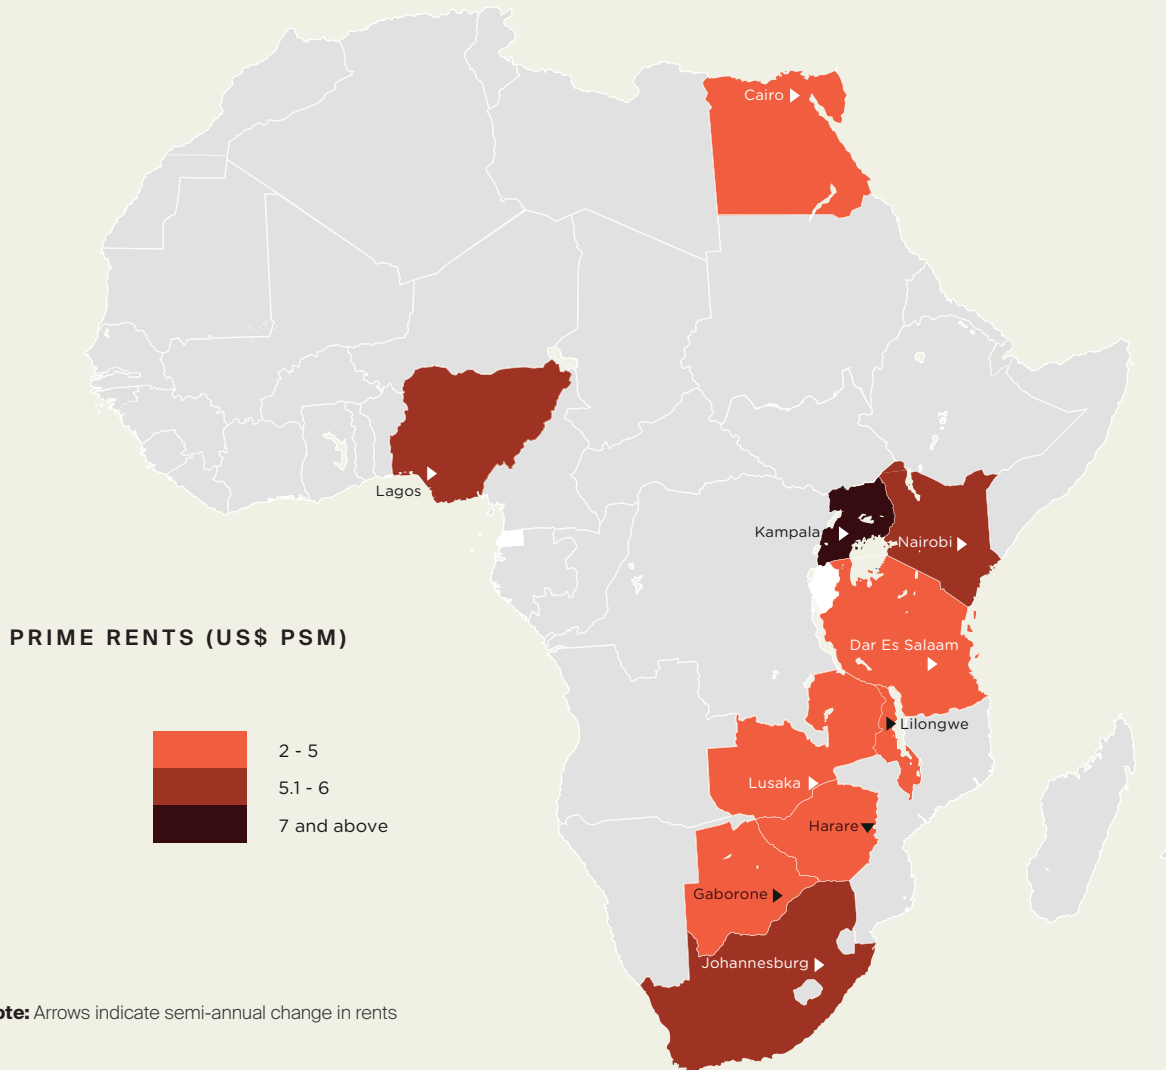 Cairo
Lagos
Kampala
Nairobi
PRIME RENTS (US$ PSM)
Dar Es Salaam
Lilongwe
2 - 5
5.1 - 6
7 and above
Lusaka
Harare
Gaborone
Johannesburg
ote: Arrows indicate semi-annual change in rents